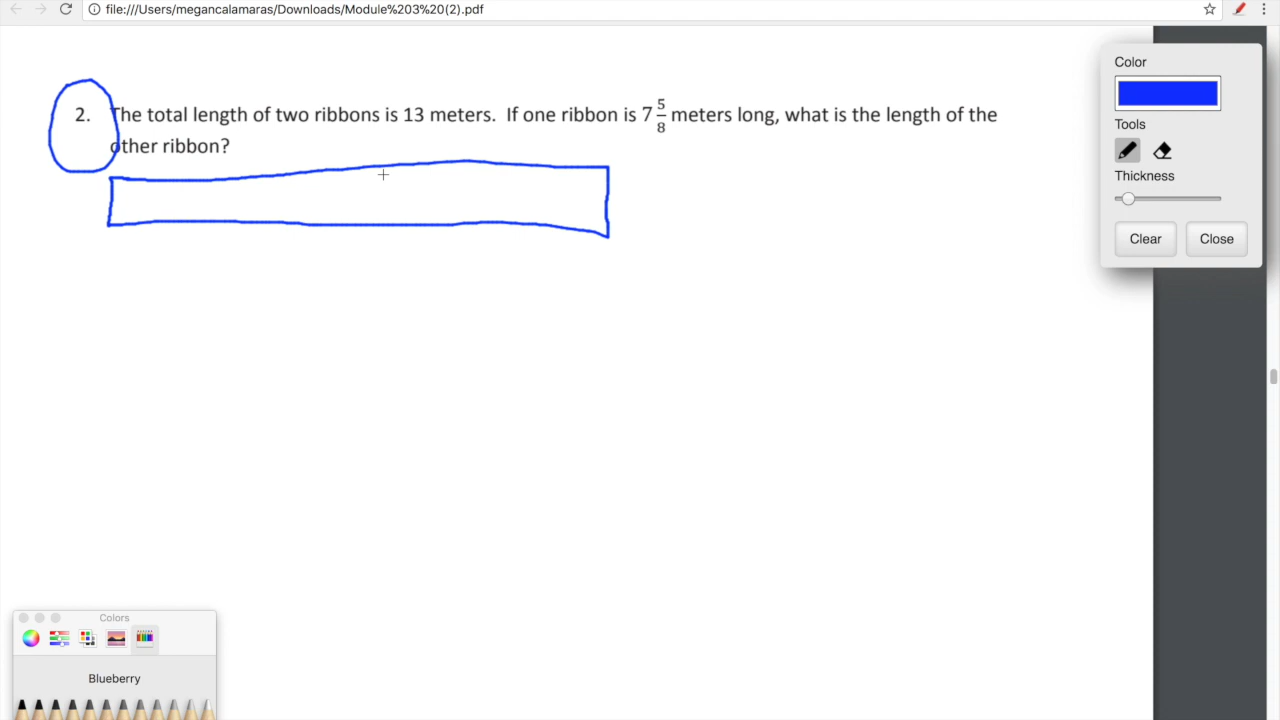 file:///Users/megancalamaras/Downloads/Module%203%20(2).pdf
2. The total length of two ribbons is 13 meters. If one ribbon is 7 5/8 meters long, what is the length of the
other ribbon?
Color
Tools
Thickness
Clear Close
Colors
Blueberry